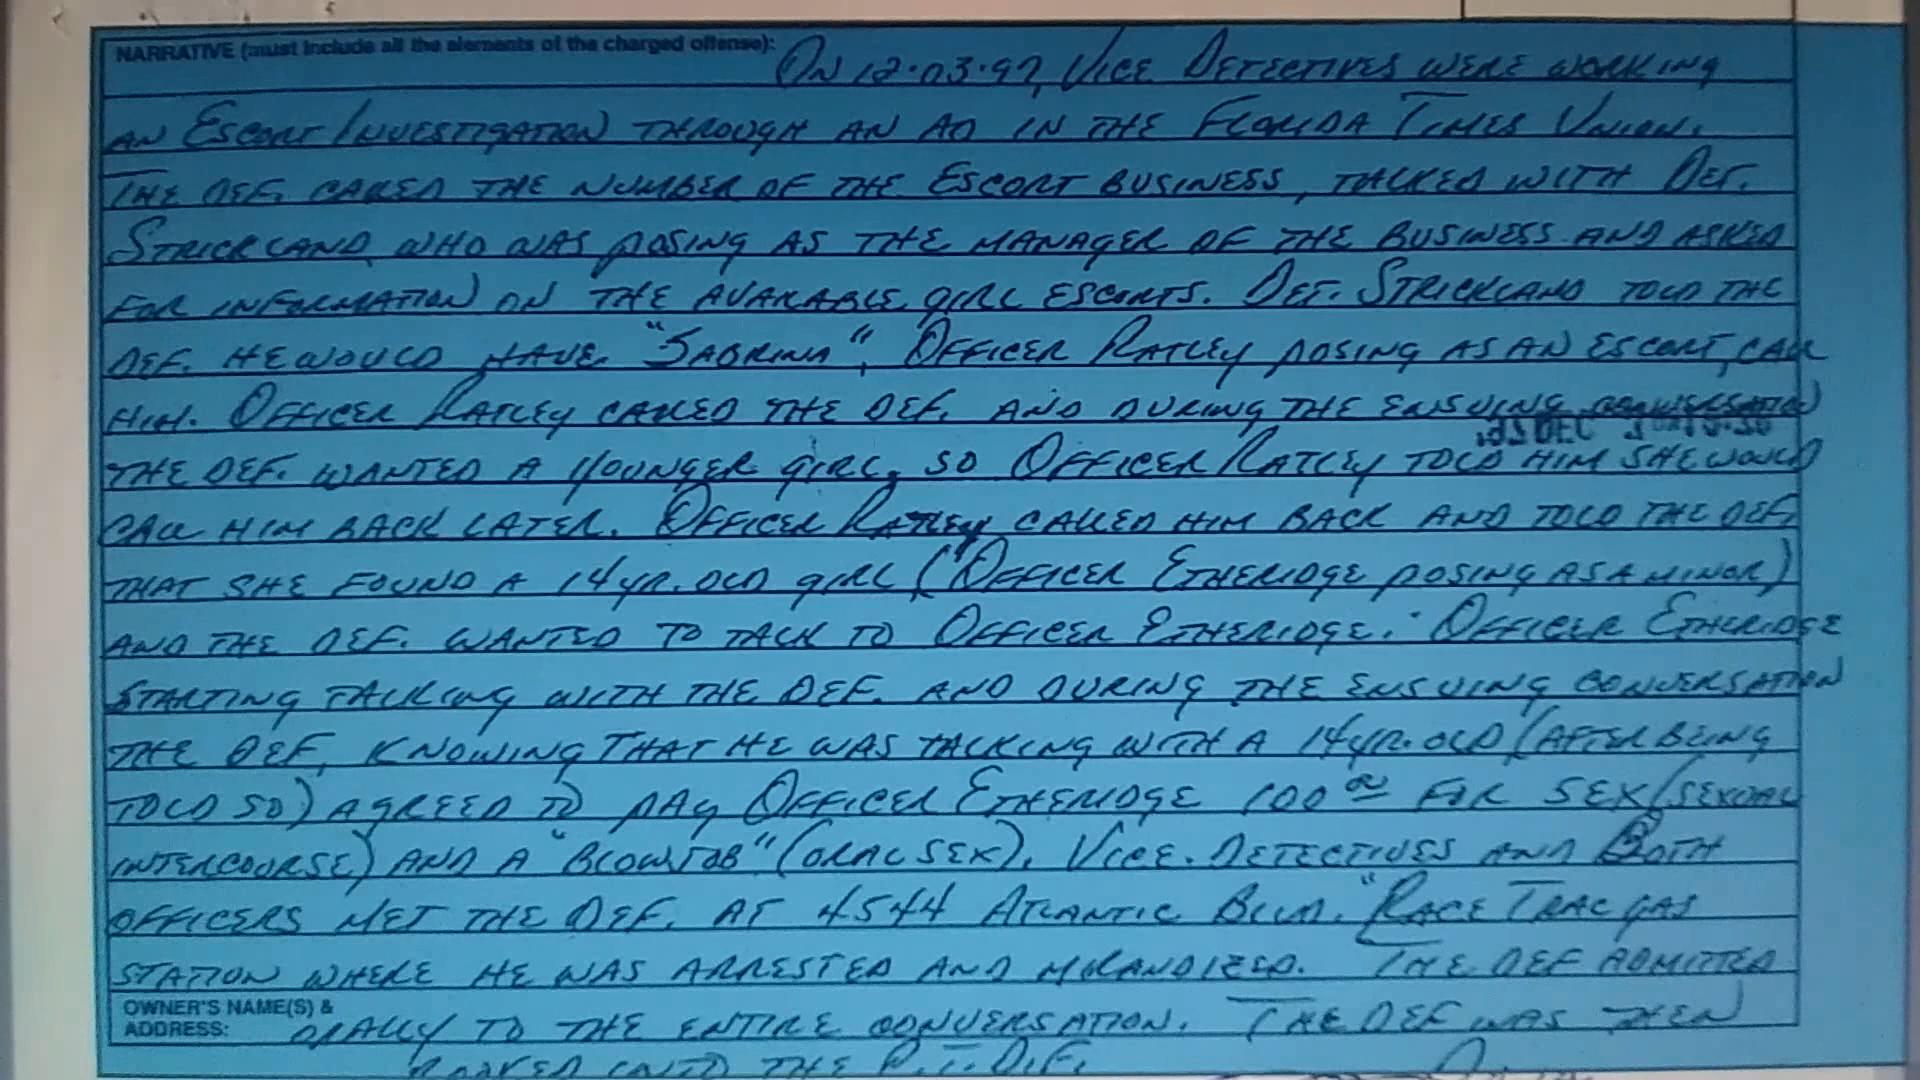 NARRATIVE (must include all the elements of the charged offense): ON 12·03·97, VICE DETECTIVES WERE WORKING
AN ESCORT INVESTIGATION THROUGH AN AD IN THE FLORIDA TIMES UNION.
THE DEF. CALLED THE NUMBER OF THE ESCORT BUSINESS, TALKED WITH DET.
STRICKLAND WHO WAS POSING AS THE MANAGER OF THE BUSINESS AND ASKED
FOR INFORMATION ON THE AVAILABLE GIRL ESCORTS. DET. STRICKLAND TOLD THE
DEF. HE WOULD HAVE "SABRINA", OFFICER RATLEY POSING AS AN ESCORT, CALL
HIM. OFFICER RATLEY CALLED THE DEF. AND DURING THE ENSUING CONVERSATION
DEC
THE DEF. WANTED A YOUNGER GIRL, SO OFFICER RATLEY TOLD HIM SHE WOULD
CALL HIM BACK LATER. OFFICER RATLEY CALLED HIM BACK AND TOLD THE DEF.
THAT SHE FOUND A 14 YR. OLD GIRL (OFFICER ETHERIDGE POSING AS A MINOR)
AND THE DEF. WANTED TO TALK TO OFFICER ETHERIDGE. OFFICER ETHERIDGE
STARTING TALKING WITH THE DEF. AND DURING THE ENSUING CONVERSATION
THE DEF, KNOWING THAT HE WAS TALKING WITH A 14 YR. OLD (AFTER BEING
TOLD SO) AGREED TO PAY OFFICER ETHERIDGE 100 00 FOR SEX (SEXUAL
INTERCOURSE) AND A "BLOWJOB" (ORAL SEX). VICE. DETECTIVES AND BOTH
OFFICERS MET THE DEF. AT 4544 ATLANTIC BLVD. "RACE TRAC GAS
STATION WHERE HE WAS ARRESTED AND MIRANDIZED. THE DEF ADMITTED
OWNER'S NAME(S) &
ADDRESS: ORALLY TO THE ENTIRE CONVERSATION. THE DEF WAS THEN
BOOKED INTO THE P.T.D.F.